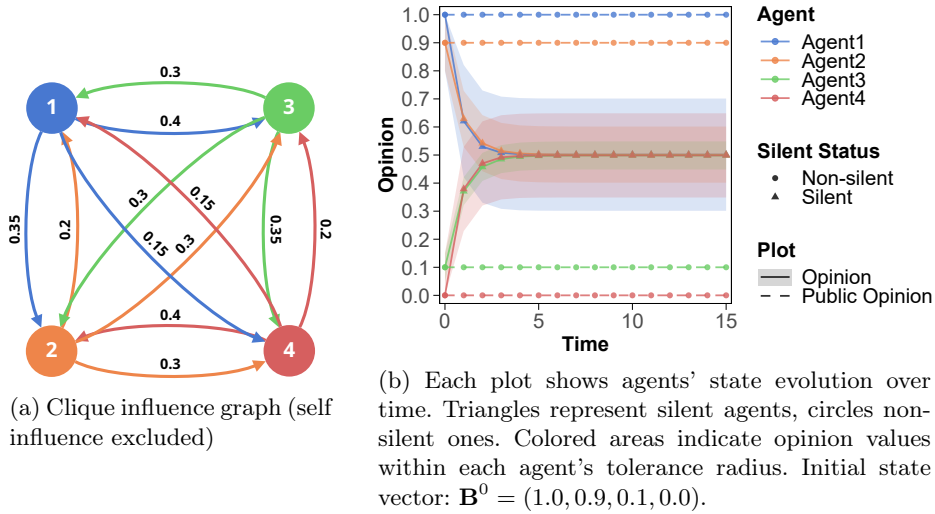 0.3
1
3
0.4
0.35
0.2
0.3
0.15
0.15
0.3
0.35
0.2
0.4
2
4
0.3
(a) Clique influence graph (self
influence excluded)
1.0
0.9
0.8
0.7
0.6
0.5
0.4
0.3
0.2
0.1
0.0
Opinion
0
5
10
15
Time
Agent
Agent1
Agent2
Agent3
Agent4
Silent Status
Non-silent
Silent
Plot
Opinion
Public Opinion
(b) Each plot shows agents' state evolution over
time. Triangles represent silent agents, circles non-
silent ones. Colored areas indicate opinion values
within each agent's tolerance radius. Initial state
vector: B⁰ = (1.0, 0.9, 0.1, 0.0).